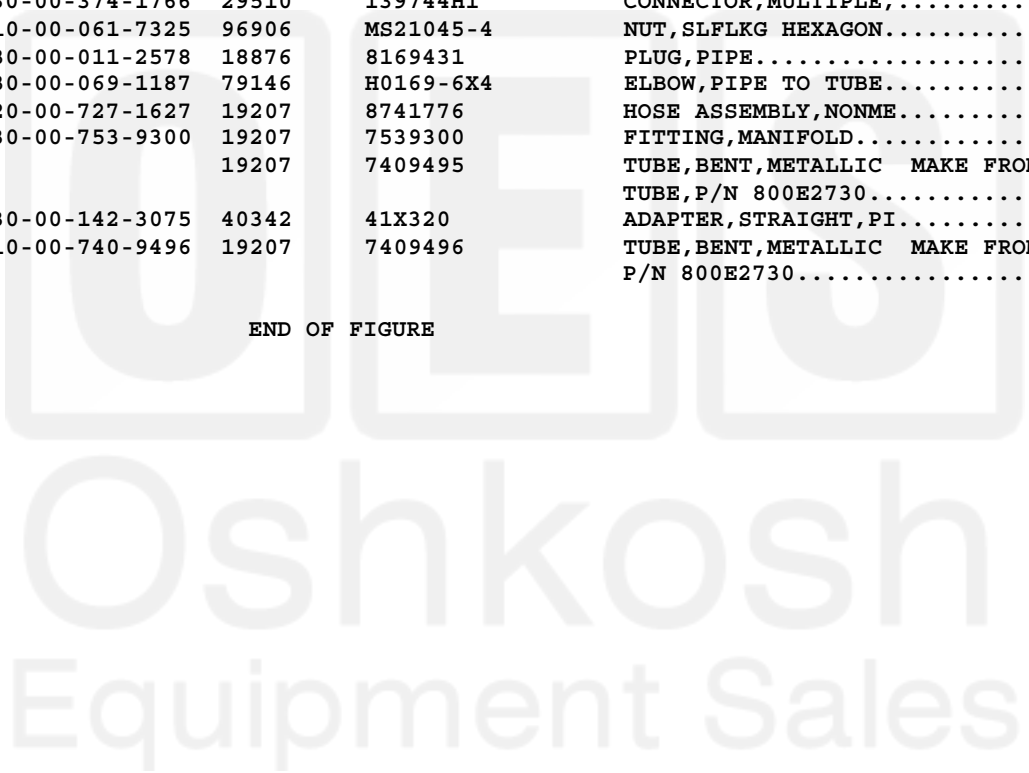 30-00-374-1766 29510 139744H1 CONNECTOR,MULTIPLE,.........
10-00-061-7325 96906 MS21045-4 NUT,SLFLKG HEXAGON..........
30-00-011-2578 18876 8169431 PLUG,PIPE...................
30-00-069-1187 79146 H0169-6X4 ELBOW,PIPE TO TUBE..........
20-00-727-1627 19207 8741776 HOSE ASSEMBLY,NONME.........
30-00-753-9300 19207 7539300 FITTING,MANIFOLD............
19207 7409495 TUBE,BENT,METALLIC MAKE FROM
TUBE,P/N 800E2730...........
30-00-142-3075 40342 41X320 ADAPTER,STRAIGHT,PI.........
10-00-740-9496 19207 7409496 TUBE,BENT,METALLIC MAKE FROM
P/N 800E2730................
END OF FIGURE
OES
Oshkosh
Equipment Sales